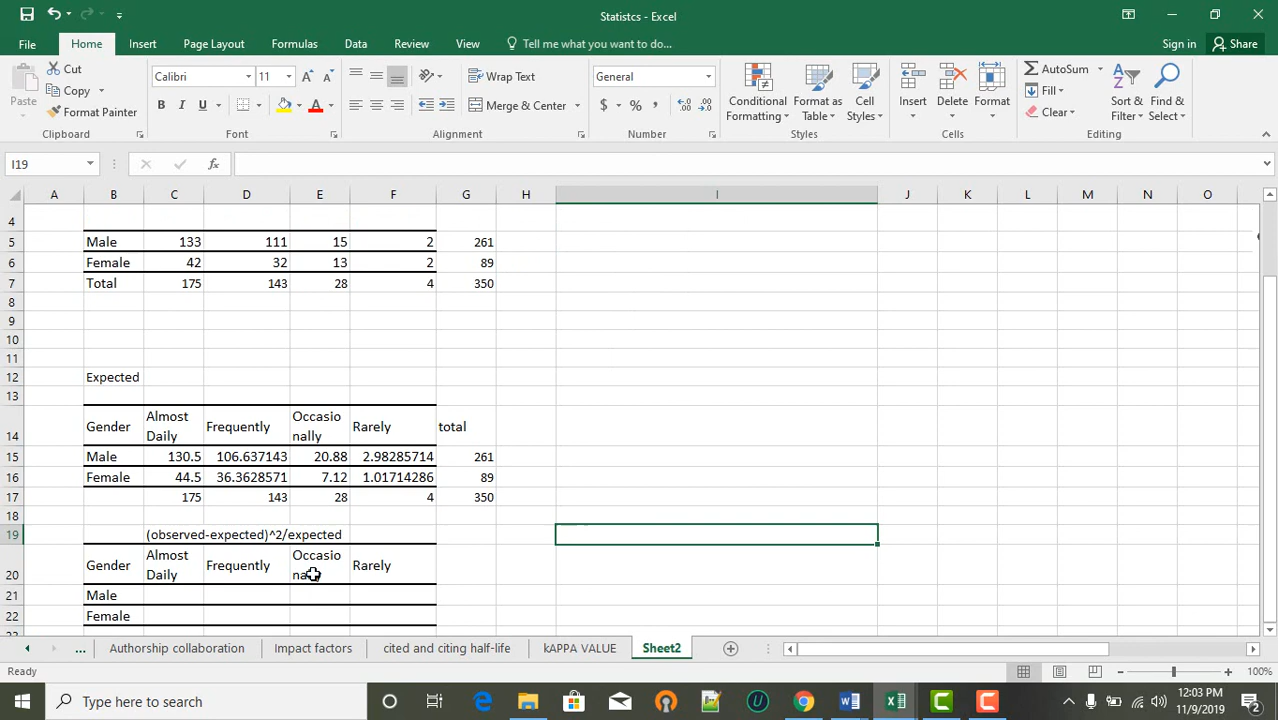 Statistcs - Excel
File Home Insert Page Layout Formulas Data Review View Tell me what you want to do... Sign in Share
Paste
Cut
Copy
Format Painter
Clipboard
Calibri 11
B I U
Font
Wrap Text
Merge & Center
Alignment
General
$ % ,
Number
Conditional Formatting
Format as Table
Cell Styles
Styles
Insert Delete Format
Cells
AutoSum
Fill
Clear
Sort & Filter
Find & Select
Editing
I19 fx
A B C D E F G H I J K L M N O
4
5 Male 133 111 15 2 261
6 Female 42 32 13 2 89
7 Total 175 143 28 4 350
8
9
10
11
12 Expected
13
14 Gender Almost Daily Frequently Occasio nally Rarely total
15 Male 130.5 106.637143 20.88 2.98285714 261
16 Female 44.5 36.3628571 7.12 1.01714286 89
17 175 143 28 4 350
18
19 (observed-expected)^2/expected
20 Gender Almost Daily Frequently Occasio Rarely
21 Male
22 Female
... Authorship collaboration Impact factors cited and citing half-life kAPPA VALUE Sheet2
Ready 100%
Type here to search
12:03 PM
11/9/2019
2